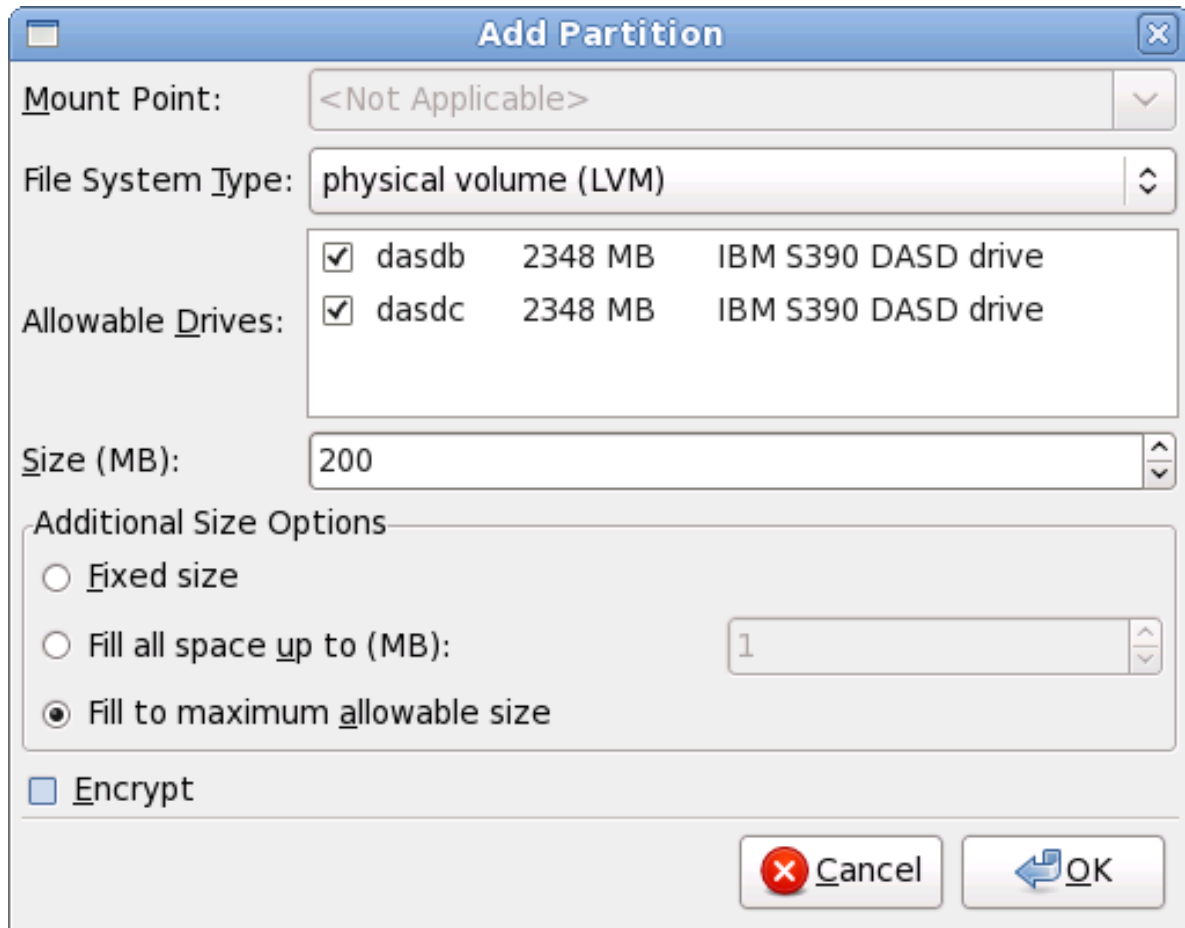 Add Partition
Mount Point: <Not Applicable>
File System Type: physical volume (LVM)
Allowable Drives:
dasdb 2348 MB IBM S390 DASD drive
dasdc 2348 MB IBM S390 DASD drive
Size (MB): 200
Additional Size Options
Fixed size
Fill all space up to (MB): 1
Fill to maximum allowable size
Encrypt
Cancel OK